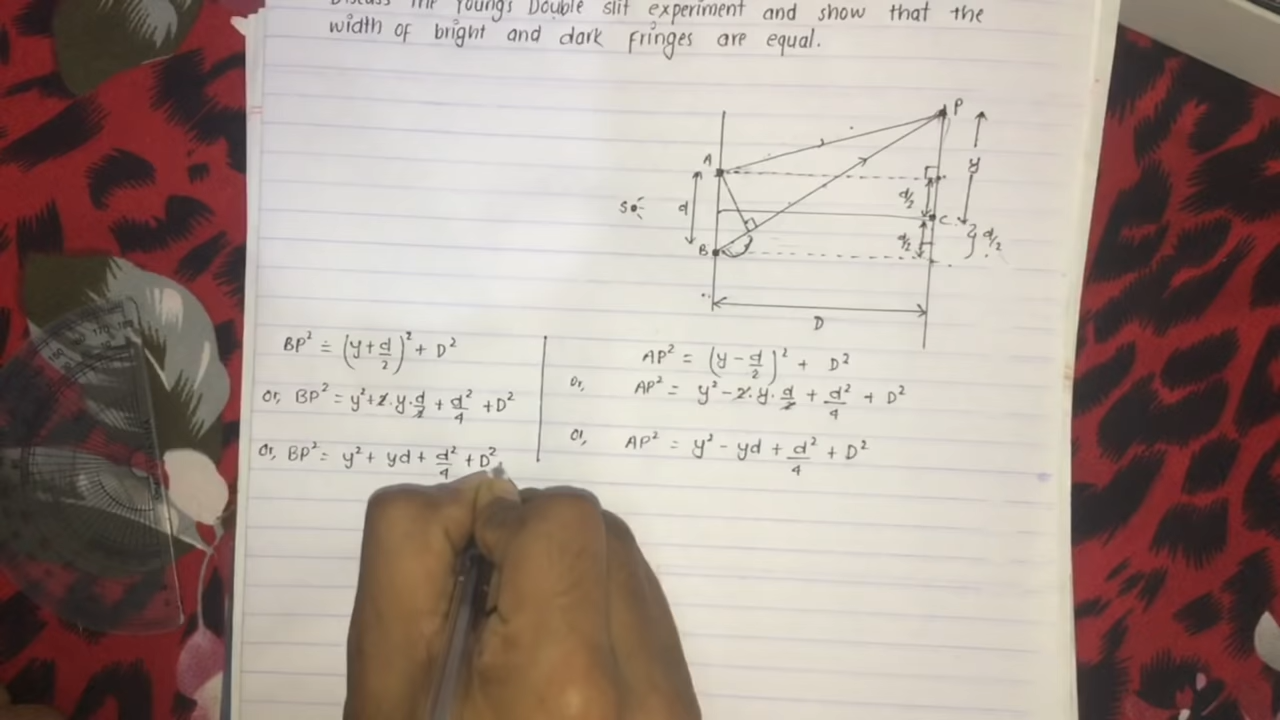 Discuss the Youngs Double slit experiment and show that the
width of bright and dark fringes are equal.
P
A
y
d/2
S
d
C
d/2
d/2
B
D
BP² = (y+d/2)² + D²
Or, BP² = y²+2.y.d/2 + d²/4 + D²
Or, BP² = y² + yd + d²/4 + D²
AP² = (y - d/2)² + D²
Or, AP² = y² - 2.y.d/2 + d²/4 + D²
Or, AP² = y² - yd + d²/4 + D²